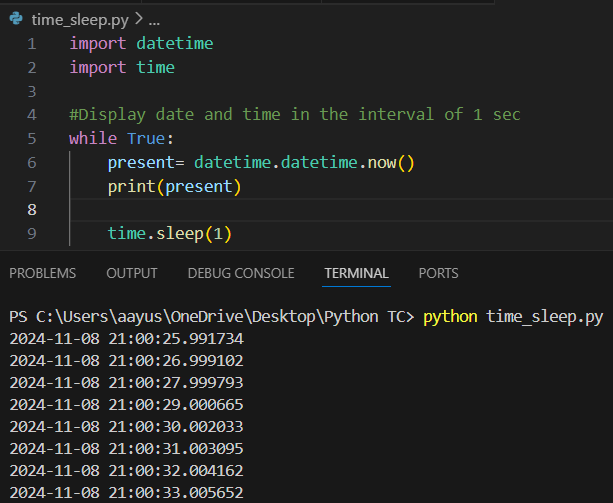 time_sleep.py > ...
1 import datetime
2 import time
3
4 #Display date and time in the interval of 1 sec
5 while True:
6     present= datetime.datetime.now()
7     print(present)
8
9     time.sleep(1)
PROBLEMS OUTPUT DEBUG CONSOLE TERMINAL PORTS
PS C:\Users\aayus\OneDrive\Desktop\Python TC> python time_sleep.py
2024-11-08 21:00:25.991734
2024-11-08 21:00:26.999102
2024-11-08 21:00:27.999793
2024-11-08 21:00:29.000665
2024-11-08 21:00:30.002033
2024-11-08 21:00:31.003095
2024-11-08 21:00:32.004162
2024-11-08 21:00:33.005652